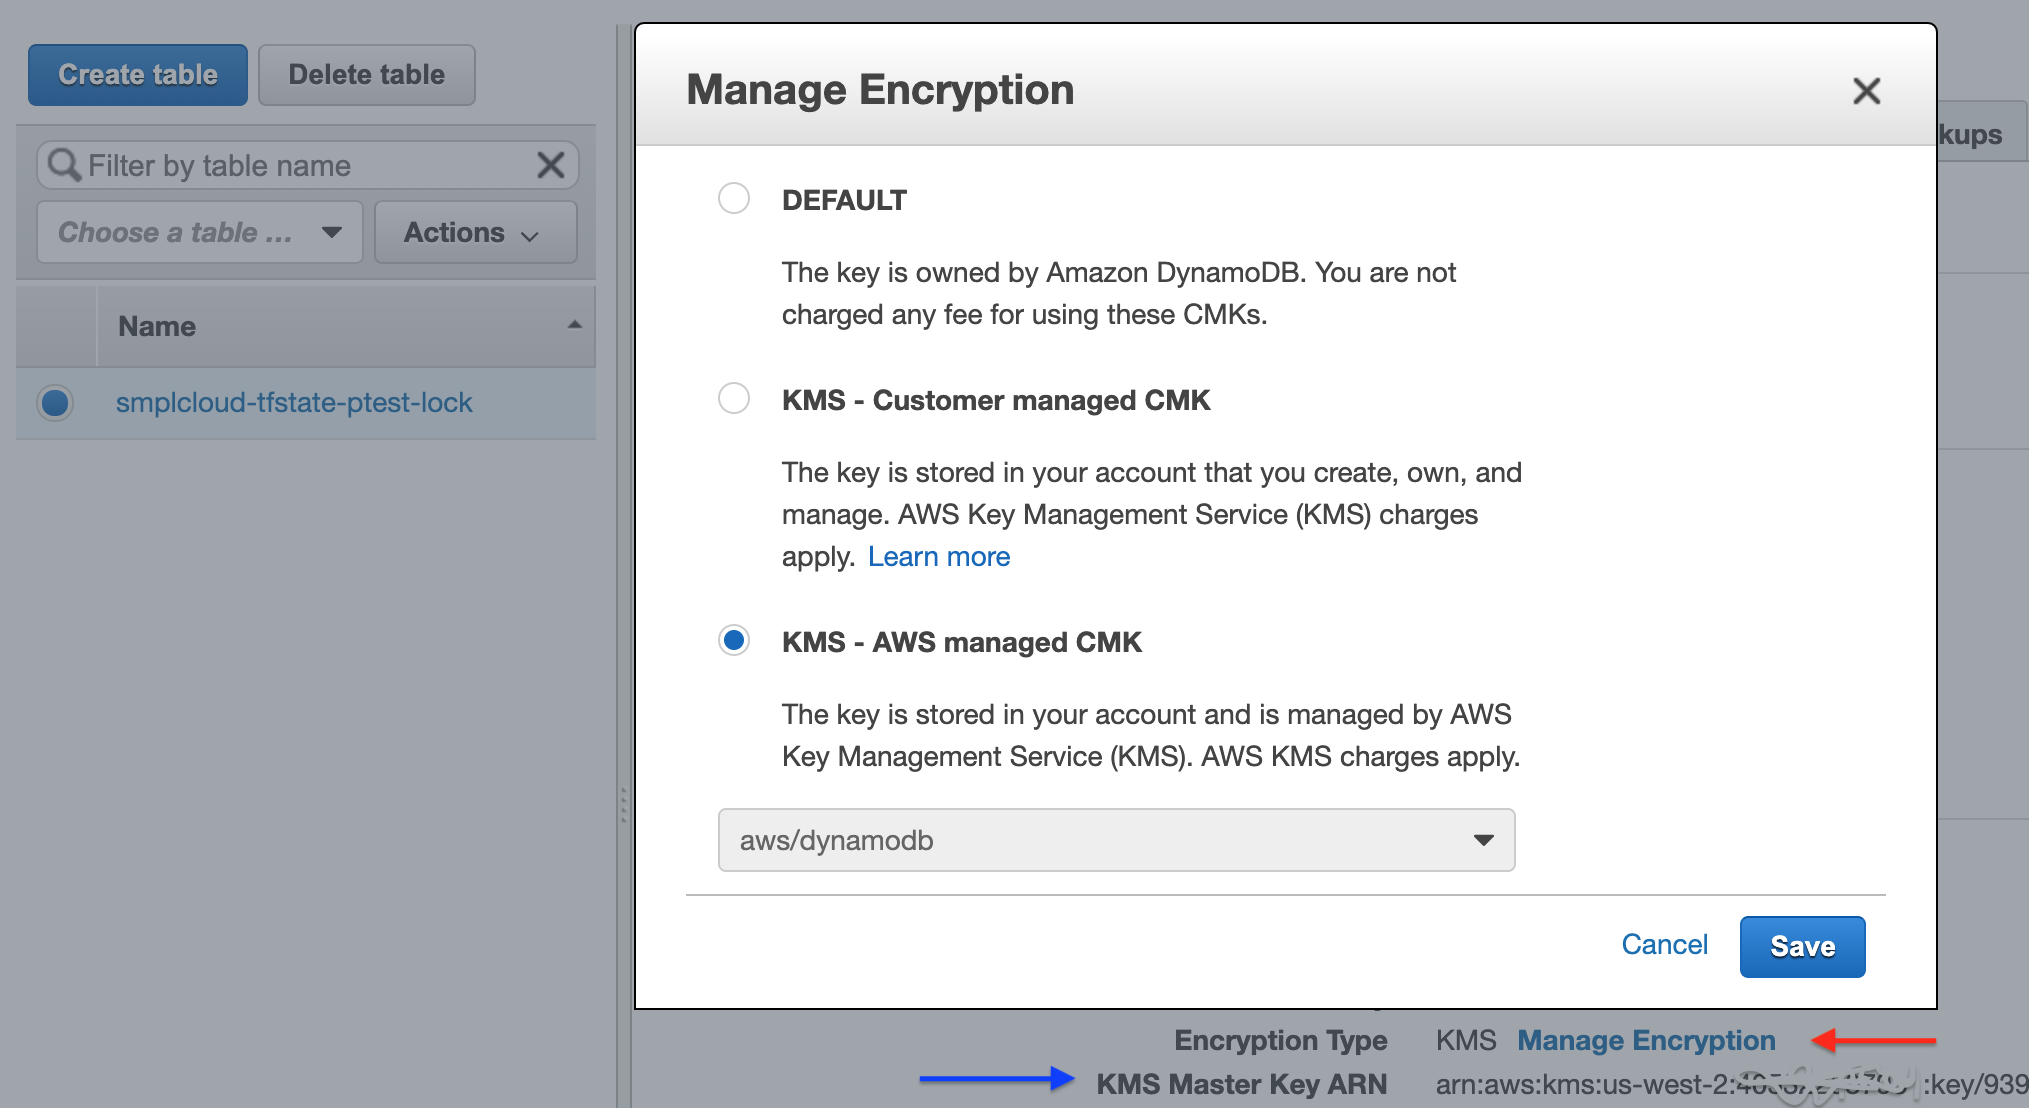 Create table
Delete table
Filter by table name
Choose a table ...
Actions
Name
smplcloud-tfstate-ptest-lock
Manage Encryption
kups
DEFAULT
The key is owned by Amazon DynamoDB. You are not
charged any fee for using these CMKs.
KMS - Customer managed CMK
The key is stored in your account that you create, own, and
manage. AWS Key Management Service (KMS) charges
apply. Learn more
KMS - AWS managed CMK
The key is stored in your account and is managed by AWS
Key Management Service (KMS). AWS KMS charges apply.
aws/dynamodb
Cancel
Save
Encryption Type KMS Manage Encryption
KMS Master Key ARN arn:aws:kms:us-west-2: :key/939